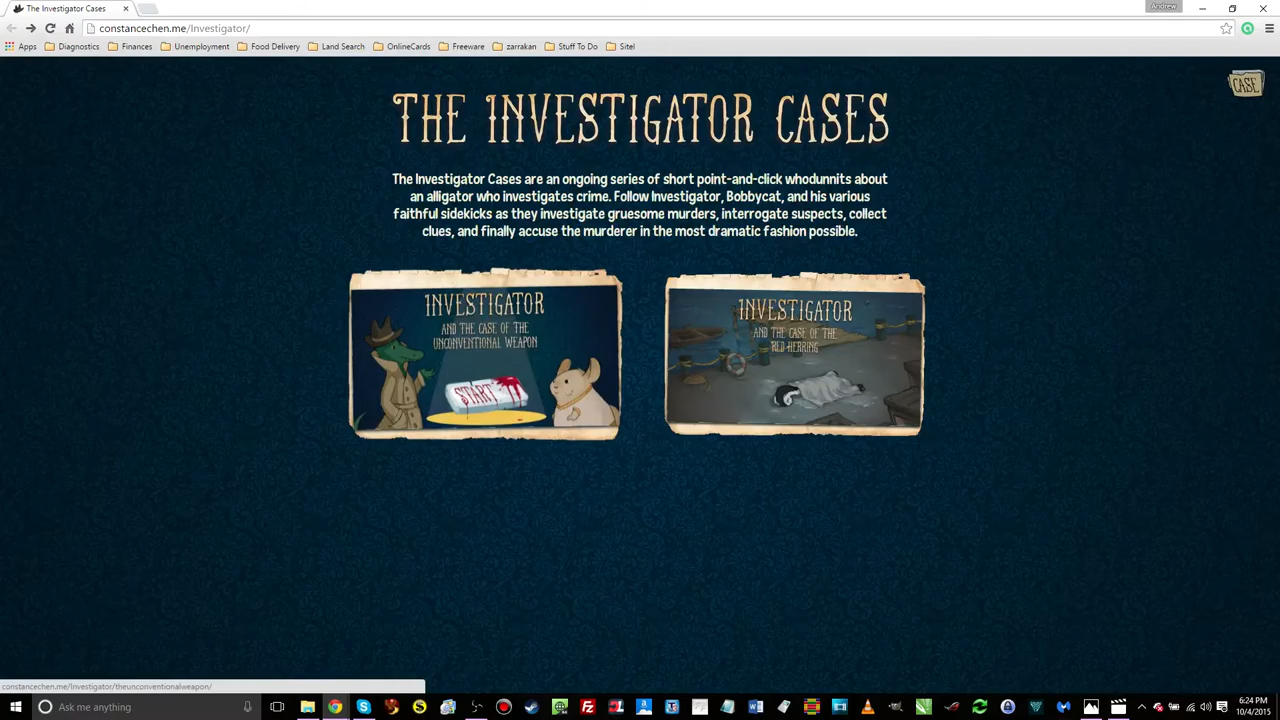 The Investigator Cases
Andrew
constancechen.me/Investigator/
Apps Diagnostics Finances Unemployment Food Delivery Land Search OnlineCards Freeware zarrakan Stuff To Do Sitel
CASE
THE INVESTIGATOR CASES
The Investigator Cases are an ongoing series of short point-and-click whodunnits about
an alligator who investigates crime. Follow Investigator, Bobbycat, and his various
faithful sidekicks as they investigate gruesome murders, interrogate suspects, collect
clues, and finally accuse the murderer in the most dramatic fashion possible.
INVESTIGATOR
AND THE CASE OF THE
UNCONVENTIONAL WEAPON
START
INVESTIGATOR
AND THE CASE OF THE
RED HERRING
constancechen.me/Investigator/theunconventionalweapon/
Ask me anything
6:24 PM
10/4/2015